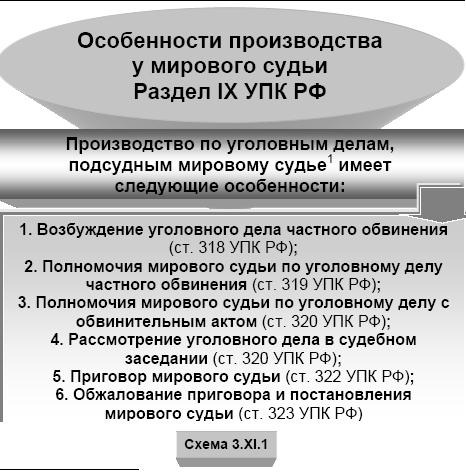 Особенности производства
у мирового судьи
Раздел IX УПК РФ
Производство по уголовным делам,
подсудным мировому судье¹ имеет
следующие особенности:
1. Возбуждение уголовного дела частного обвинения
(ст. 318 УПК РФ);
2. Полномочия мирового судьи по уголовному делу
частного обвинения (ст. 319 УПК РФ);
3. Полномочия мирового судьи по уголовному делу с
обвинительным актом (ст. 320 УПК РФ);
4. Рассмотрение уголовного дела в судебном
заседании (ст. 320 УПК РФ);
5. Приговор мирового судьи (ст. 322 УПК РФ);
6. Обжалование приговора и постановления
мирового судьи (ст. 323 УПК РФ)
Схема 3.XI.1